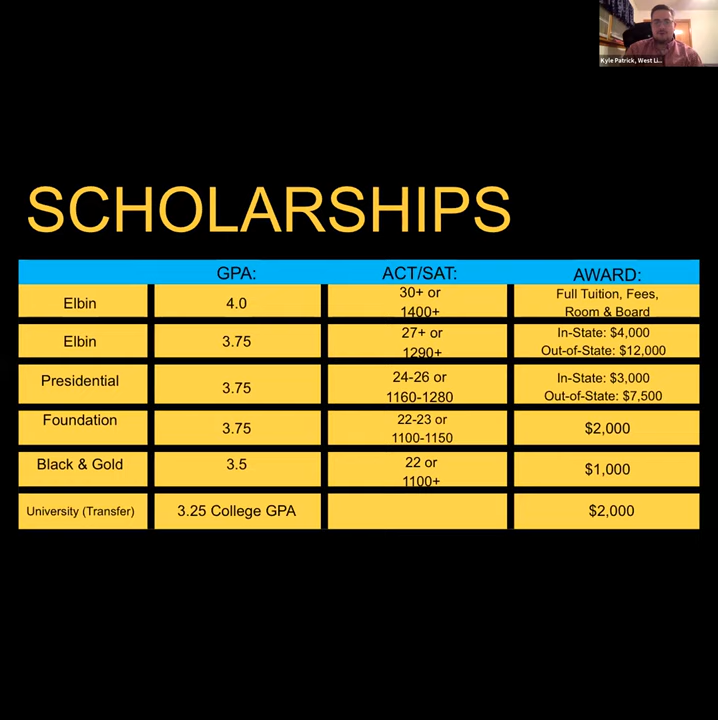 Kyle Patrick, West Li...
SCHOLARSHIPS
GPA: ACT/SAT: AWARD:
Elbin 4.0 30+ or 1400+ Full Tuition, Fees, Room & Board
Elbin 3.75 27+ or 1290+ In-State: $4,000 Out-of-State: $12,000
Presidential 3.75 24-26 or 1160-1280 In-State: $3,000 Out-of-State: $7,500
Foundation 3.75 22-23 or 1100-1150 $2,000
Black & Gold 3.5 22 or 1100+ $1,000
University (Transfer) 3.25 College GPA $2,000